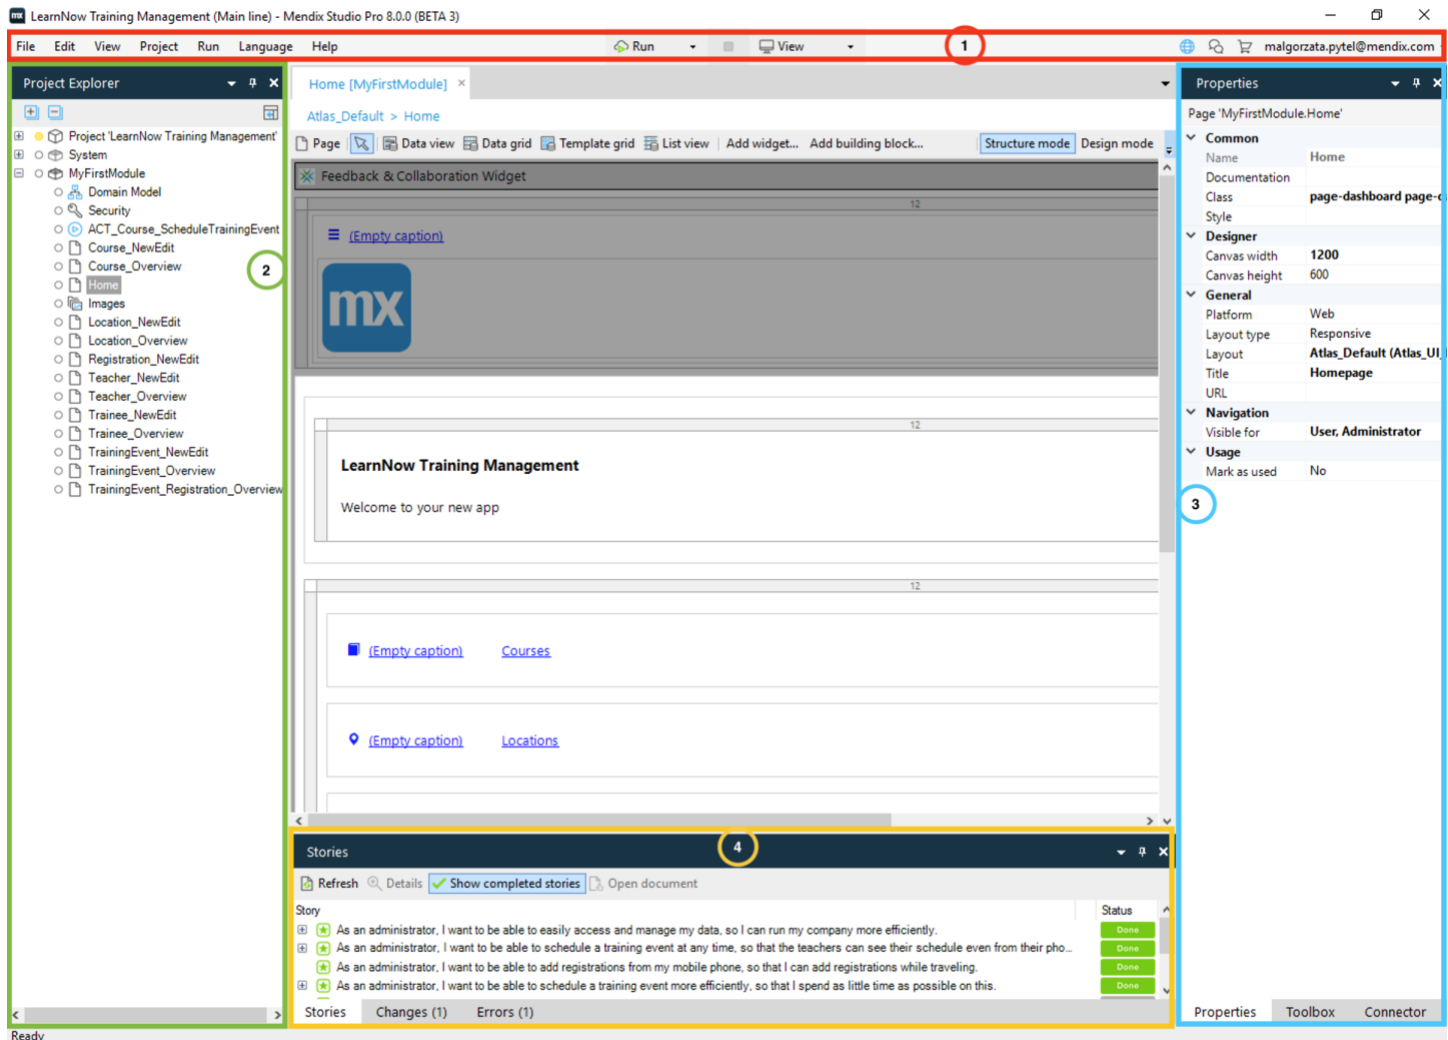 mx LearnNow Training Management (Main line) - Mendix Studio Pro 8.0.0 (BETA 3)
File Edit View Project Run Language Help Run View 1 malgorzata.pytel@mendix.com
Project Explorer
Project 'LearnNow Training Management'
System
MyFirstModule
Domain Model
Security
ACT_Course_ScheduleTrainingEvent
Course_NewEdit
Course_Overview
2
Home
Images
Location_NewEdit
Location_Overview
Registration_NewEdit
Teacher_NewEdit
Teacher_Overview
Trainee_NewEdit
Trainee_Overview
TrainingEvent_NewEdit
TrainingEvent_Overview
TrainingEvent_Registration_Overview
Home [MyFirstModule] ×
Atlas_Default > Home
Page Data view Data grid Template grid List view Add widget... Add building block... Structure mode Design mode
Feedback & Collaboration Widget
12
(Empty caption)
mx
12
LearnNow Training Management
Welcome to your new app
12
(Empty caption) Courses
(Empty caption) Locations
Stories
4
Refresh Details Show completed stories Open document
Story Status
As an administrator, I want to be able to easily access and manage my data, so I can run my company more efficiently. Done
As an administrator, I want to be able to schedule a training event at any time, so that the teachers can see their schedule even from their pho... Done
As an administrator, I want to be able to add registrations from my mobile phone, so that I can add registrations while traveling. Done
As an administrator, I want to be able to schedule a training event more efficiently, so that I spend as little time as possible on this. Done
Stories Changes (1) Errors (1)
Properties
Page 'MyFirstModule.Home'
Common
Name Home
Documentation
Class page-dashboard page-d
Style
Designer
Canvas width 1200
Canvas height 600
General
Platform Web
Layout type Responsive
Layout Atlas_Default (Atlas_UI_
Title Homepage
URL
Navigation
Visible for User, Administrator
Usage
Mark as used No
3
Properties Toolbox Connector
Ready